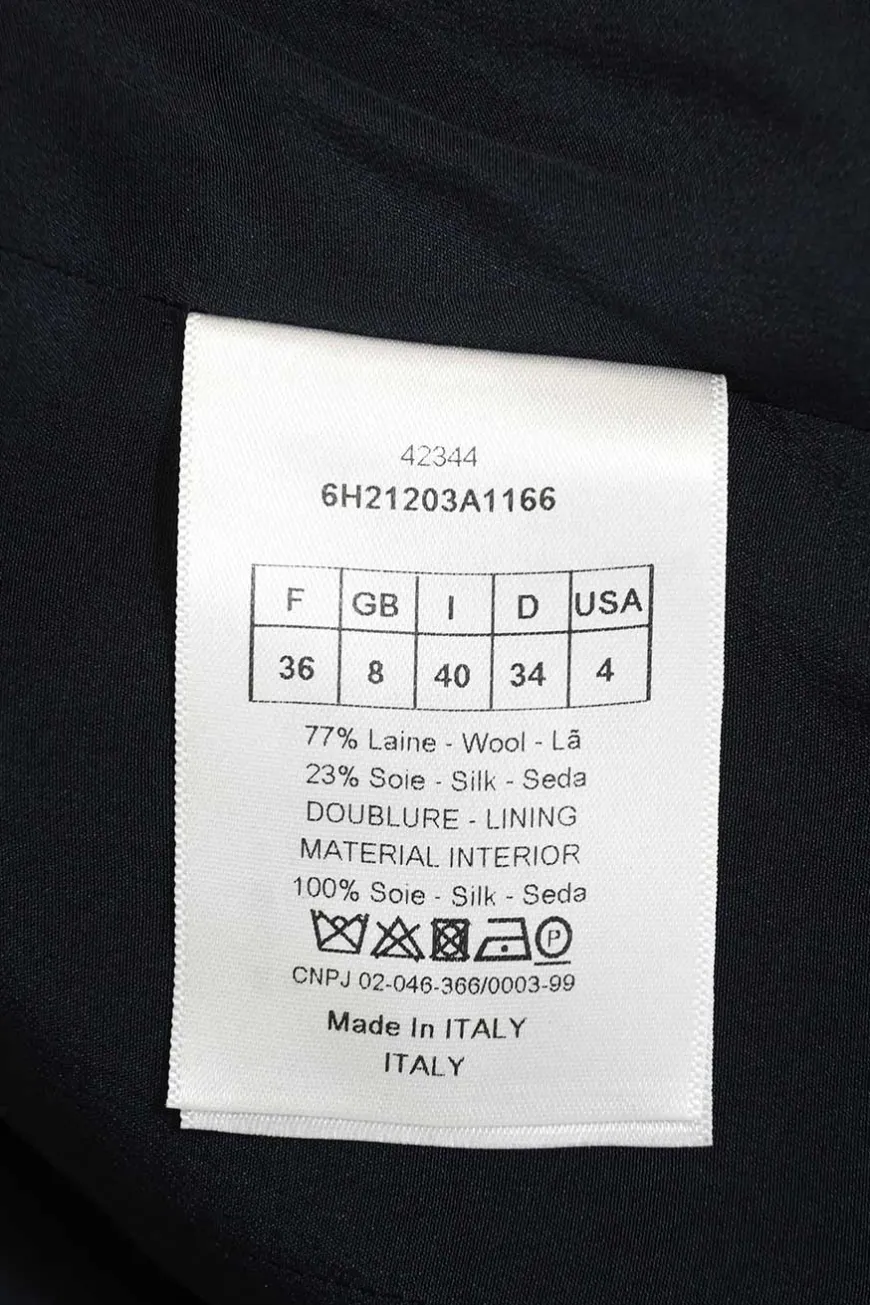 42344
6H21203A1166
F GB I D USA
36 8 40 34 4
77% Laine - Wool - Lã
23% Soie - Silk - Seda
DOUBLURE - LINING
MATERIAL INTERIOR
100% Soie - Silk - Seda
P
CNPJ 02-046-366/0003-99
Made In ITALY
ITALY